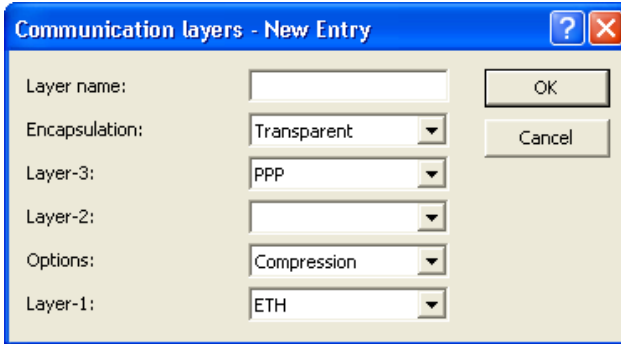 Communication layers - New Entry
Layer name:
OK
Encapsulation: Transparent
Cancel
Layer-3: PPP
Layer-2:
Options: Compression
Layer-1: ETH